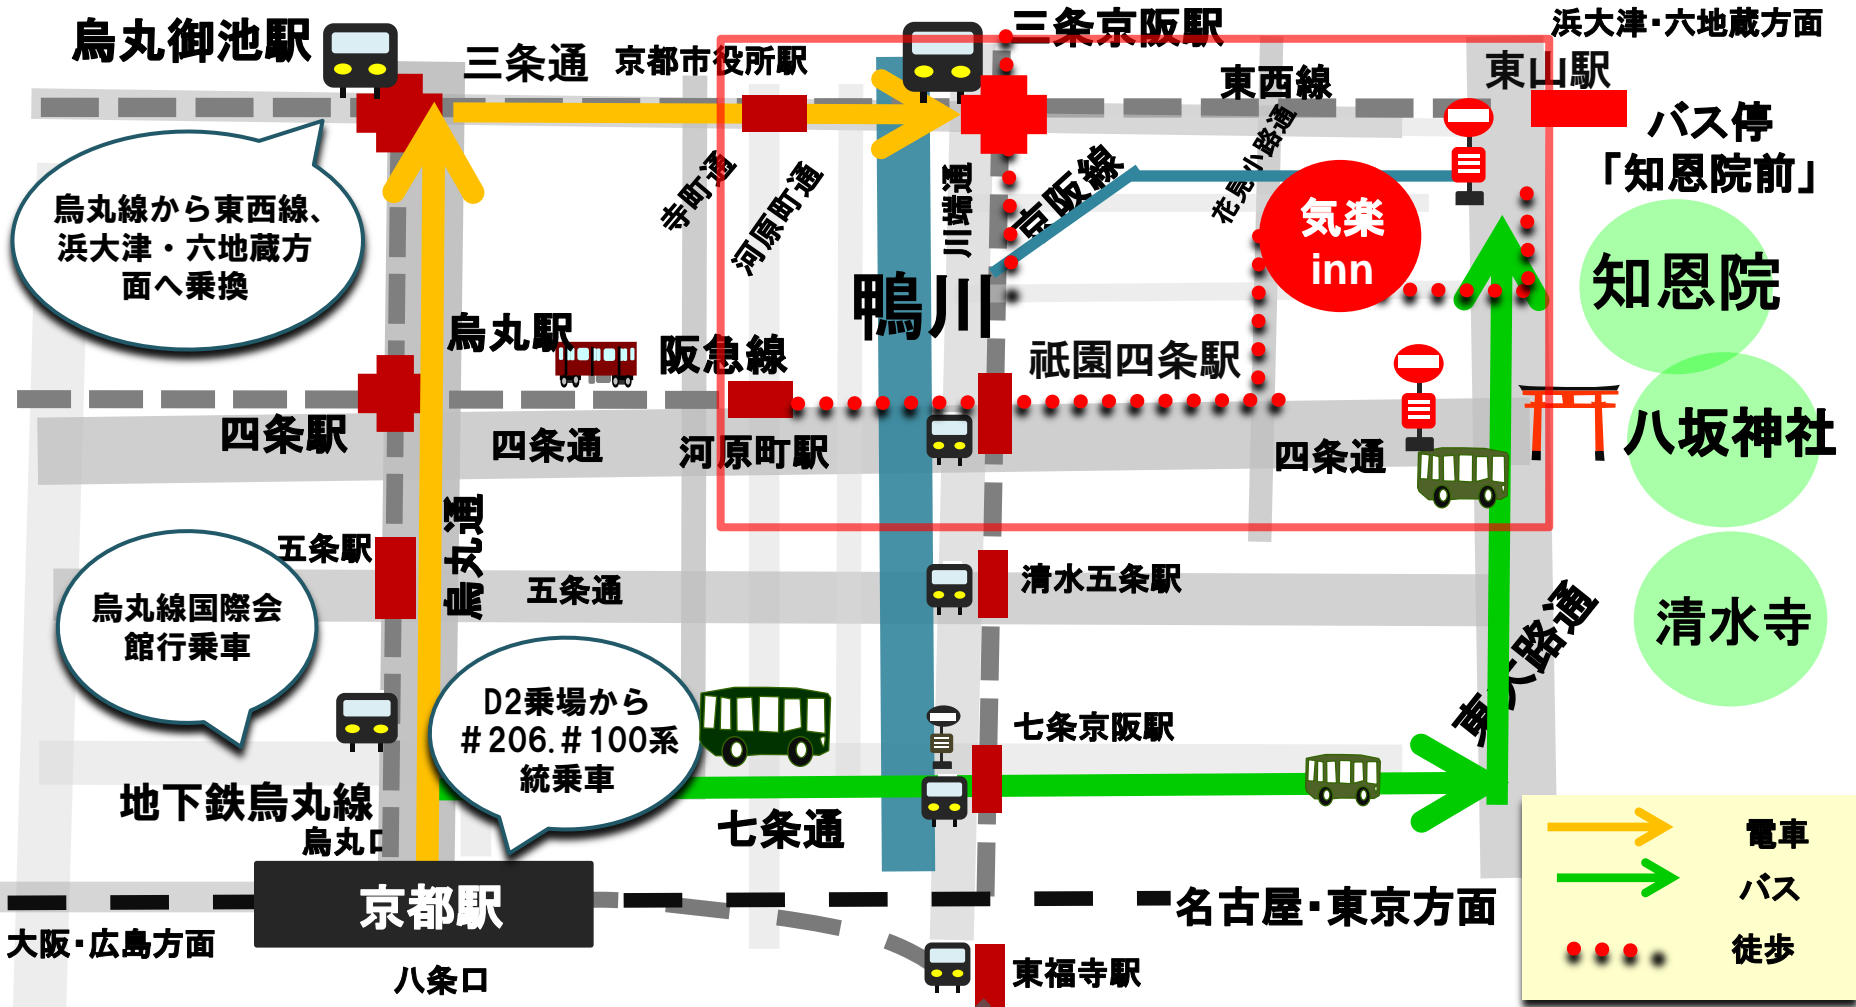 烏丸御池駅
三条通
京都市役所駅
三条京阪駅
浜大津・六地蔵方面
東西線
東山駅
バス停
「知恩院前」
烏丸線から東西線、
浜大津・六地蔵方
面へ乗換
寺町通
河原町通
川端通
京阪線
花見小路通
気楽
inn
知恩院
鴨川
烏丸駅
阪急線
祇園四条駅
四条駅
四条通
河原町駅
四条通
八坂神社
烏丸通
五条駅
五条通
清水五条駅
清水寺
烏丸線国際会
館行乗車
D2乗場から
#206.#100系
統乗車
七条京阪駅
東大路通
地下鉄烏丸線
烏丸口
七条通
京都駅
名古屋・東京方面
大阪・広島方面
八条口
東福寺駅
電車
バス
徒歩